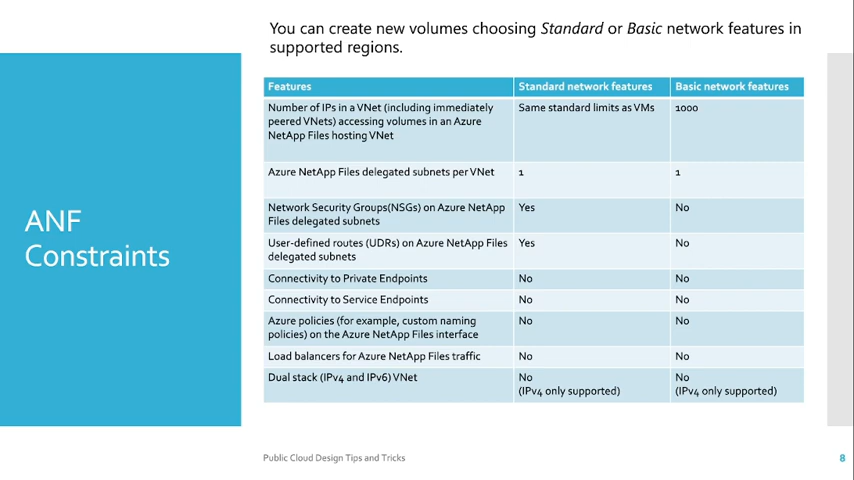 You can create new volumes choosing Standard or Basic network features in
supported regions.
ANF
Constraints
Features Standard network features Basic network features
Number of IPs in a VNet (including immediately
peered VNets) accessing volumes in an Azure
NetApp Files hosting VNet
Same standard limits as VMs
1000
Azure NetApp Files delegated subnets per VNet 1 1
Network Security Groups(NSGs) on Azure NetApp
Files delegated subnets
Yes
No
User-defined routes (UDRs) on Azure NetApp Files
delegated subnets
Yes
No
Connectivity to Private Endpoints No No
Connectivity to Service Endpoints No No
Azure policies (for example, custom naming
policies) on the Azure NetApp Files interface
No
No
Load balancers for Azure NetApp Files traffic No No
Dual stack (IPv4 and IPv6) VNet
No
(IPv4 only supported)
No
(IPv4 only supported)
Public Cloud Design Tips and Tricks
8